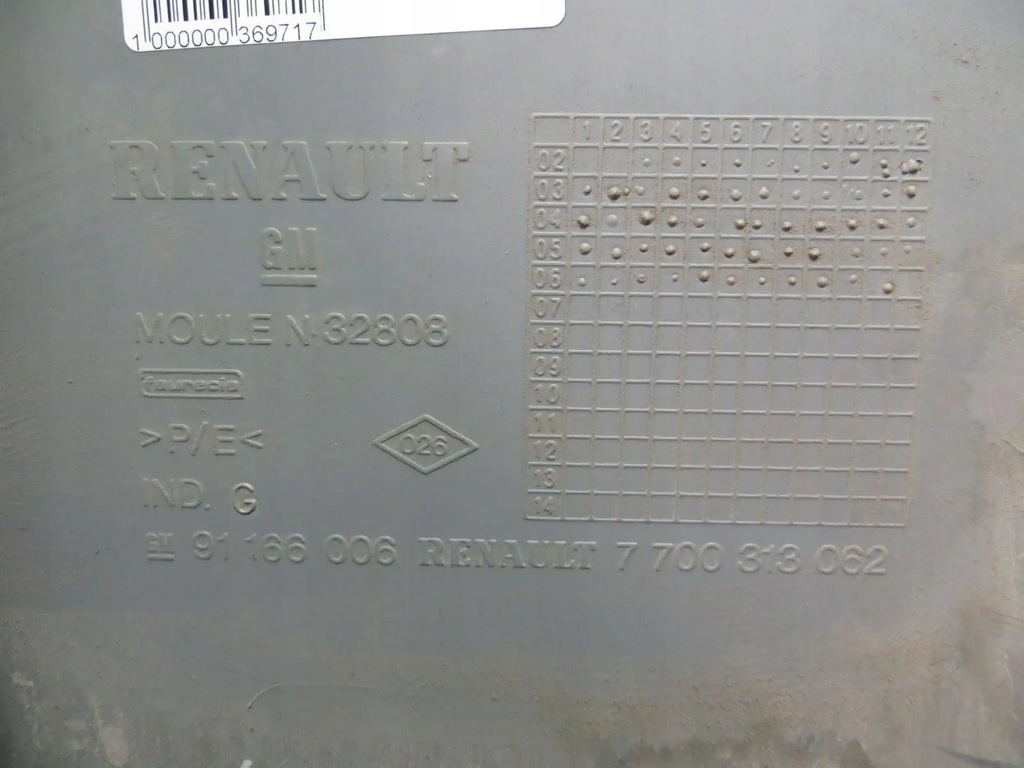 1 000000 369717
RENAULT
GM
MOULE N. 32808
faurecia
>P/E<
026
IND. G
GM 91 166 006 RENAULT 7 700 313 062
1 2 3 4 5 6 7 8 9 10 11 12
02
03
04
05
06
07
08
09
10
11
12
13
14